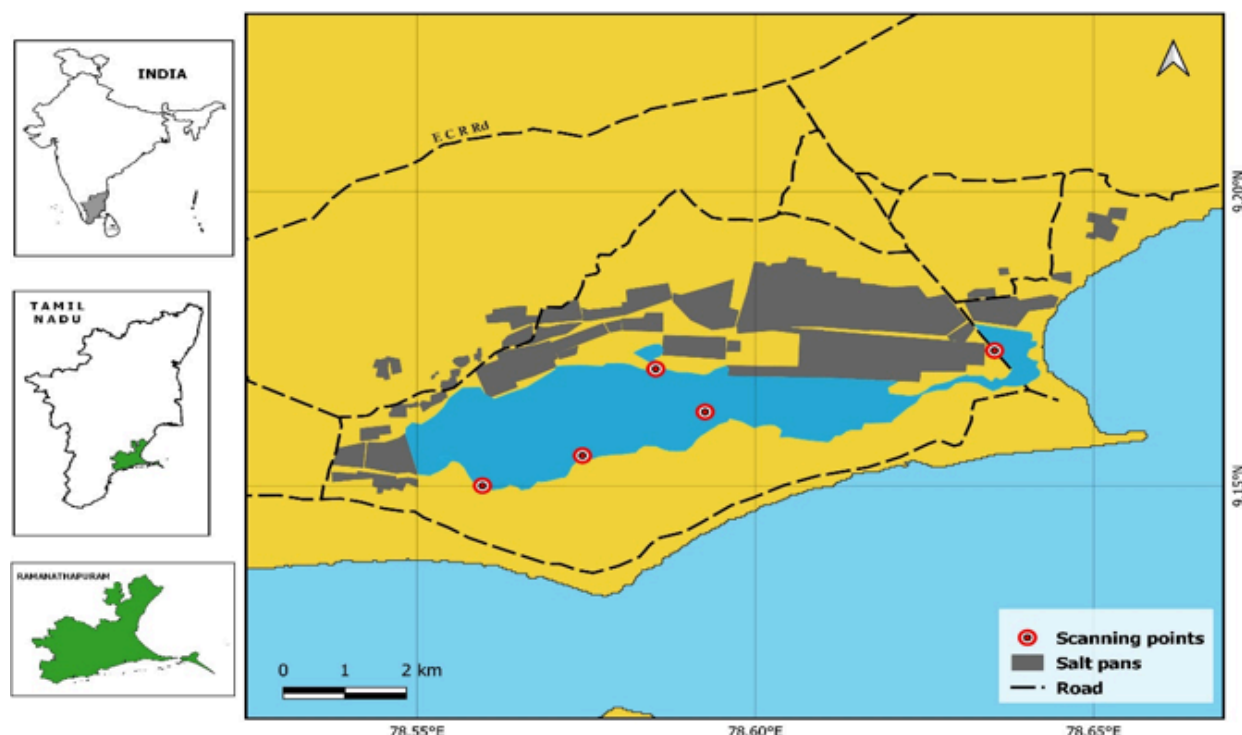 INDIA
TAMIL
NADU
RAMANATHAPURAM
E C R Rd
9.20°N
9.15°N
Scanning points
Salt pans
Road
0 1 2 km
78.55°E 78.60°E 78.65°E